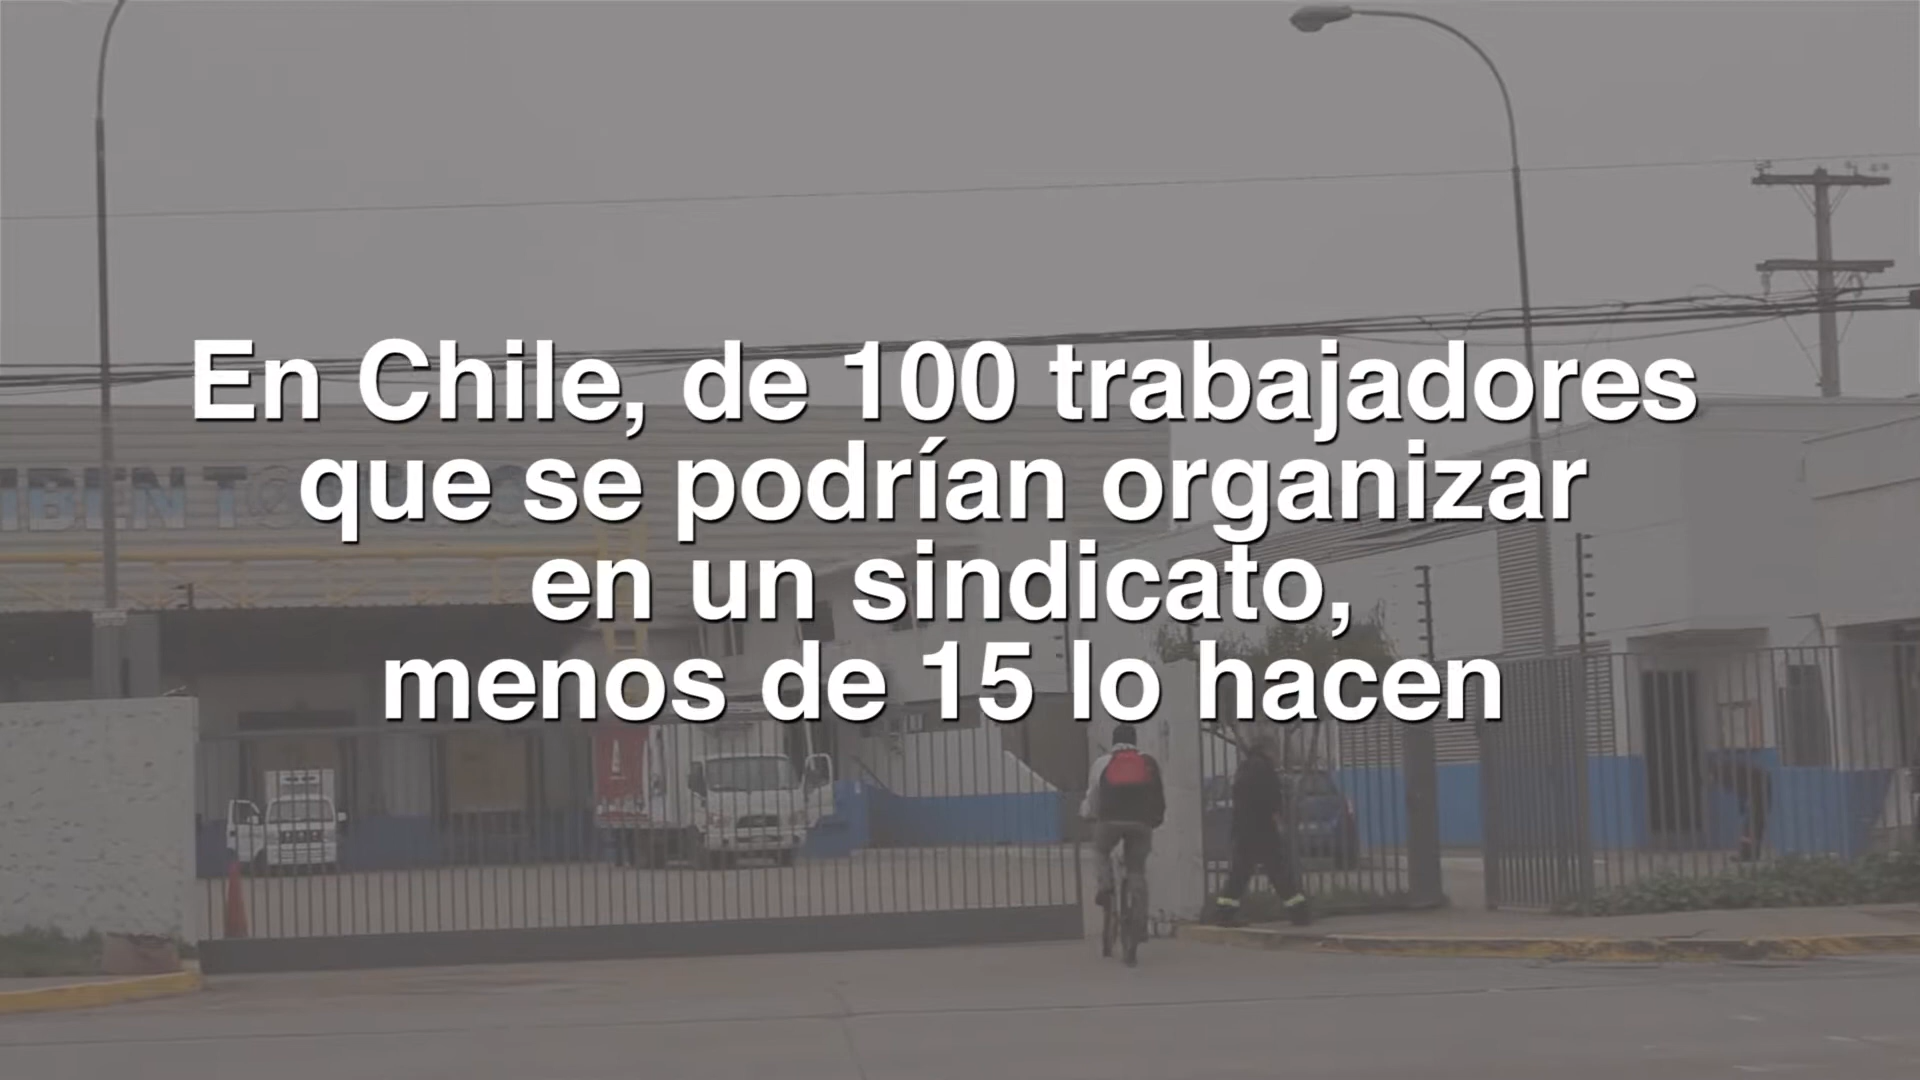 En Chile, de 100 trabajadores
que se podrían organizar
en un sindicato,
menos de 15 lo hacen